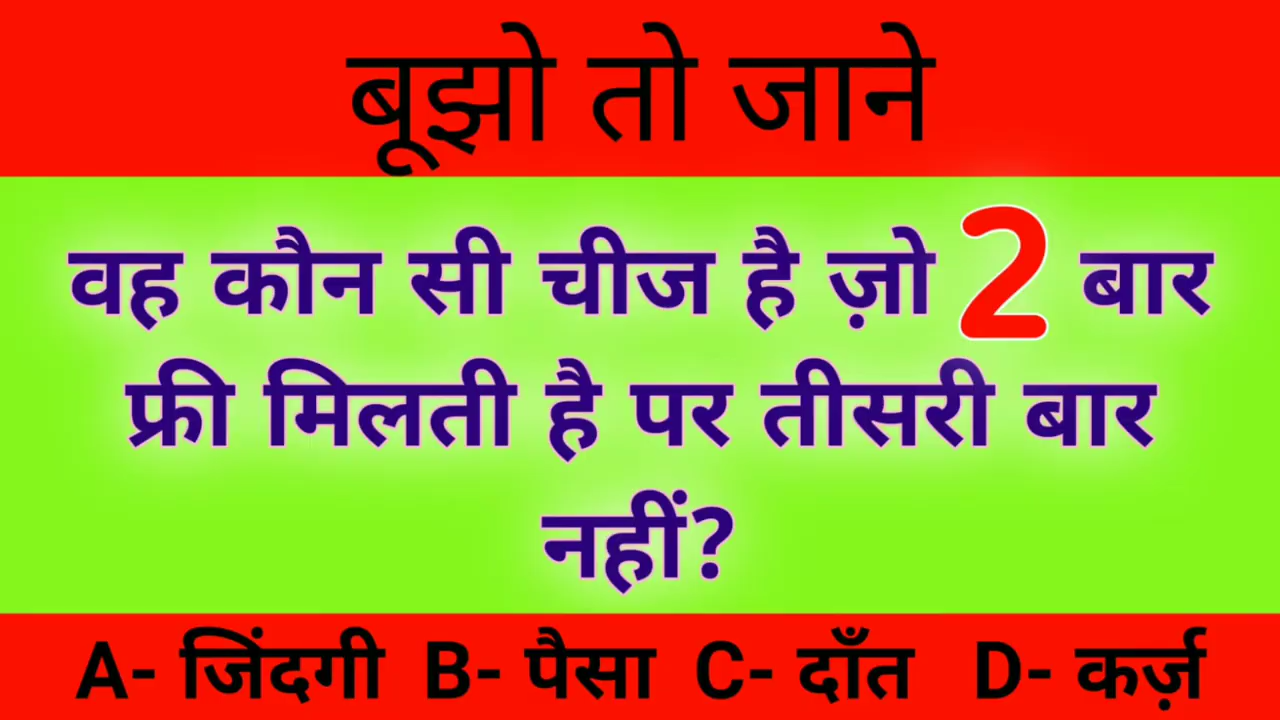 बूझो तो जाने
वह कौन सी चीज है ज़ो 2 बार
फ्री मिलती है पर तीसरी बार
नहीं?
A- जिंदगी B- पैसा C- दाँत D- कर्ज़